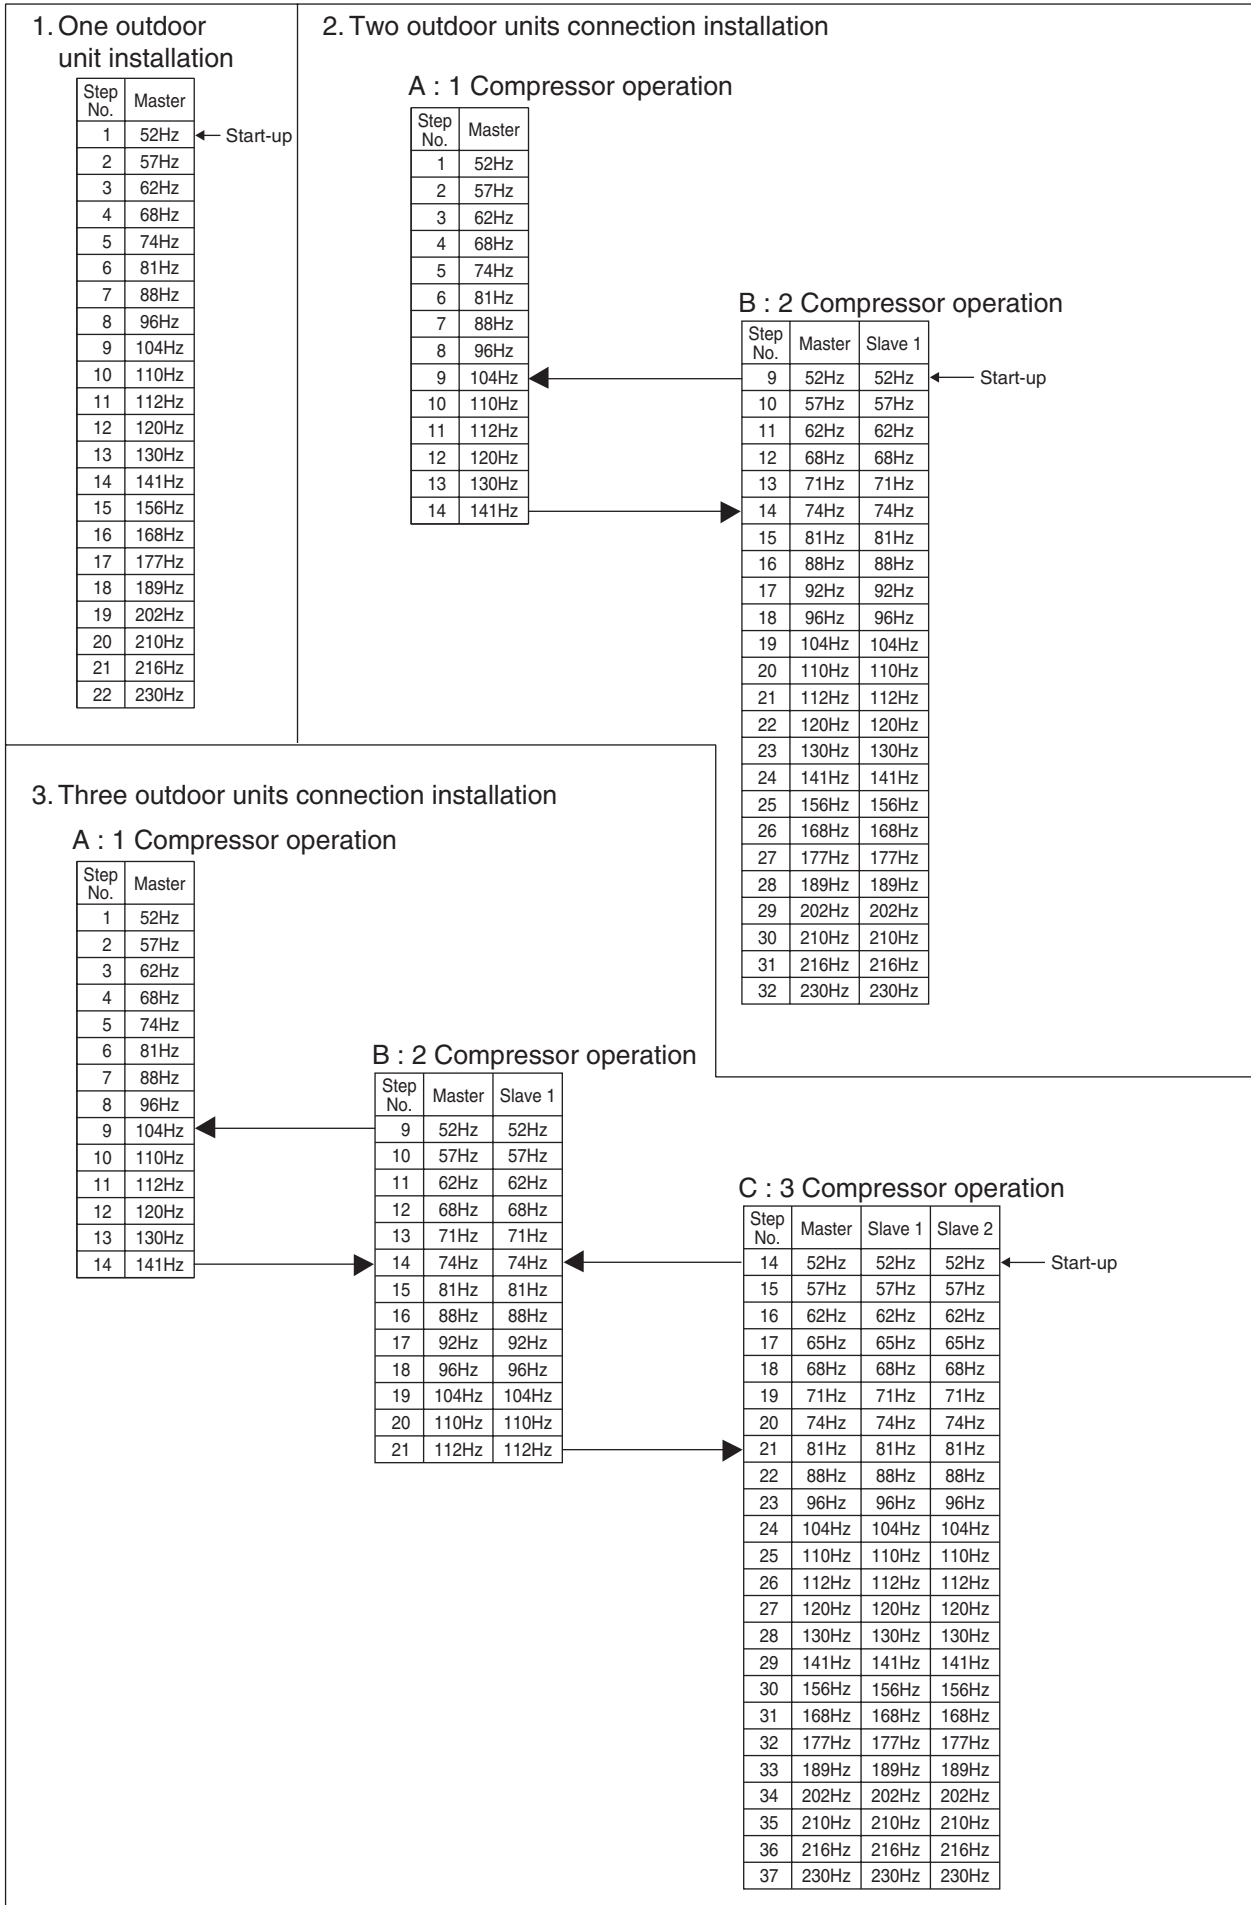 1. One outdoor
unit installation
Step No. Master
1 52Hz Start-up
2 57Hz
3 62Hz
4 68Hz
5 74Hz
6 81Hz
7 88Hz
8 96Hz
9 104Hz
10 110Hz
11 112Hz
12 120Hz
13 130Hz
14 141Hz
15 156Hz
16 168Hz
17 177Hz
18 189Hz
19 202Hz
20 210Hz
21 216Hz
22 230Hz
2. Two outdoor units connection installation
A : 1 Compressor operation
Step No. Master
1 52Hz
2 57Hz
3 62Hz
4 68Hz
5 74Hz
6 81Hz
7 88Hz
8 96Hz
9 104Hz
10 110Hz
11 112Hz
12 120Hz
13 130Hz
14 141Hz
B : 2 Compressor operation
Step No. Master Slave 1
9 52Hz 52Hz Start-up
10 57Hz 57Hz
11 62Hz 62Hz
12 68Hz 68Hz
13 71Hz 71Hz
14 74Hz 74Hz
15 81Hz 81Hz
16 88Hz 88Hz
17 92Hz 92Hz
18 96Hz 96Hz
19 104Hz 104Hz
20 110Hz 110Hz
21 112Hz 112Hz
22 120Hz 120Hz
23 130Hz 130Hz
24 141Hz 141Hz
25 156Hz 156Hz
26 168Hz 168Hz
27 177Hz 177Hz
28 189Hz 189Hz
29 202Hz 202Hz
30 210Hz 210Hz
31 216Hz 216Hz
32 230Hz 230Hz
3. Three outdoor units connection installation
A : 1 Compressor operation
Step No. Master
1 52Hz
2 57Hz
3 62Hz
4 68Hz
5 74Hz
6 81Hz
7 88Hz
8 96Hz
9 104Hz
10 110Hz
11 112Hz
12 120Hz
13 130Hz
14 141Hz
B : 2 Compressor operation
Step No. Master Slave 1
9 52Hz 52Hz
10 57Hz 57Hz
11 62Hz 62Hz
12 68Hz 68Hz
13 71Hz 71Hz
14 74Hz 74Hz
15 81Hz 81Hz
16 88Hz 88Hz
17 92Hz 92Hz
18 96Hz 96Hz
19 104Hz 104Hz
20 110Hz 110Hz
21 112Hz 112Hz
C : 3 Compressor operation
Step No. Master Slave 1 Slave 2
14 52Hz 52Hz 52Hz Start-up
15 57Hz 57Hz 57Hz
16 62Hz 62Hz 62Hz
17 65Hz 65Hz 65Hz
18 68Hz 68Hz 68Hz
19 71Hz 71Hz 71Hz
20 74Hz 74Hz 74Hz
21 81Hz 81Hz 81Hz
22 88Hz 88Hz 88Hz
23 96Hz 96Hz 96Hz
24 104Hz 104Hz 104Hz
25 110Hz 110Hz 110Hz
26 112Hz 112Hz 112Hz
27 120Hz 120Hz 120Hz
28 130Hz 130Hz 130Hz
29 141Hz 141Hz 141Hz
30 156Hz 156Hz 156Hz
31 168Hz 168Hz 168Hz
32 177Hz 177Hz 177Hz
33 189Hz 189Hz 189Hz
34 202Hz 202Hz 202Hz
35 210Hz 210Hz 210Hz
36 216Hz 216Hz 216Hz
37 230Hz 230Hz 230Hz